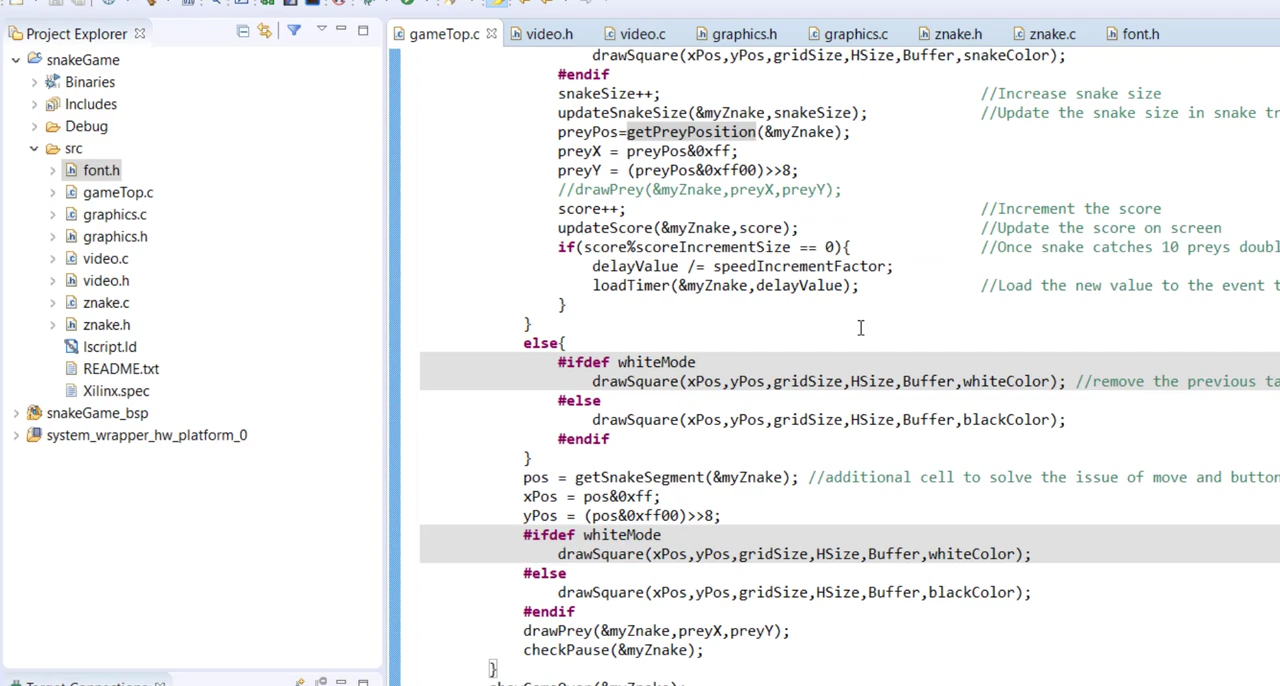 Project Explorer
gameTop.c
video.h
video.c
graphics.h
graphics.c
znake.h
znake.c
font.h
snakeGame
Binaries
Includes
Debug
src
font.h
gameTop.c
graphics.c
graphics.h
video.c
video.h
znake.c
znake.h
lscript.ld
README.txt
Xilinx.spec
snakeGame_bsp
system_wrapper_hw_platform_0
drawSquare(xPos,yPos,gridSize,HSize,Buffer,snakeColor);
#endif
snakeSize++; //Increase snake size
updateSnakeSize(&myZnake,snakeSize); //Update the snake size in snake
preyPos=getPreyPosition(&myZnake);
preyX = preyPos&0xff;
preyY = (preyPos&0xff00)>>8;
//drawPrey(&myZnake,preyX,preyY);
score++; //Increment the score
updateScore(&myZnake,score); //Update the score on screen
if(score%scoreIncrementSize == 0){ //Once snake catches 10 preys
delayValue /= speedIncrementFactor;
loadTimer(&myZnake,delayValue); //Load the new value to the event
}
}
else{
#ifdef whiteMode
drawSquare(xPos,yPos,gridSize,HSize,Buffer,whiteColor); //remove the previous
#else
drawSquare(xPos,yPos,gridSize,HSize,Buffer,blackColor);
#endif
}
pos = getSnakeSegment(&myZnake); //additional cell to solve the issue of move and button
xPos = pos&0xff;
yPos = (pos&0xff00)>>8;
#ifdef whiteMode
drawSquare(xPos,yPos,gridSize,HSize,Buffer,whiteColor);
#else
drawSquare(xPos,yPos,gridSize,HSize,Buffer,blackColor);
#endif
drawPrey(&myZnake,preyX,preyY);
checkPause(&myZnake);
}